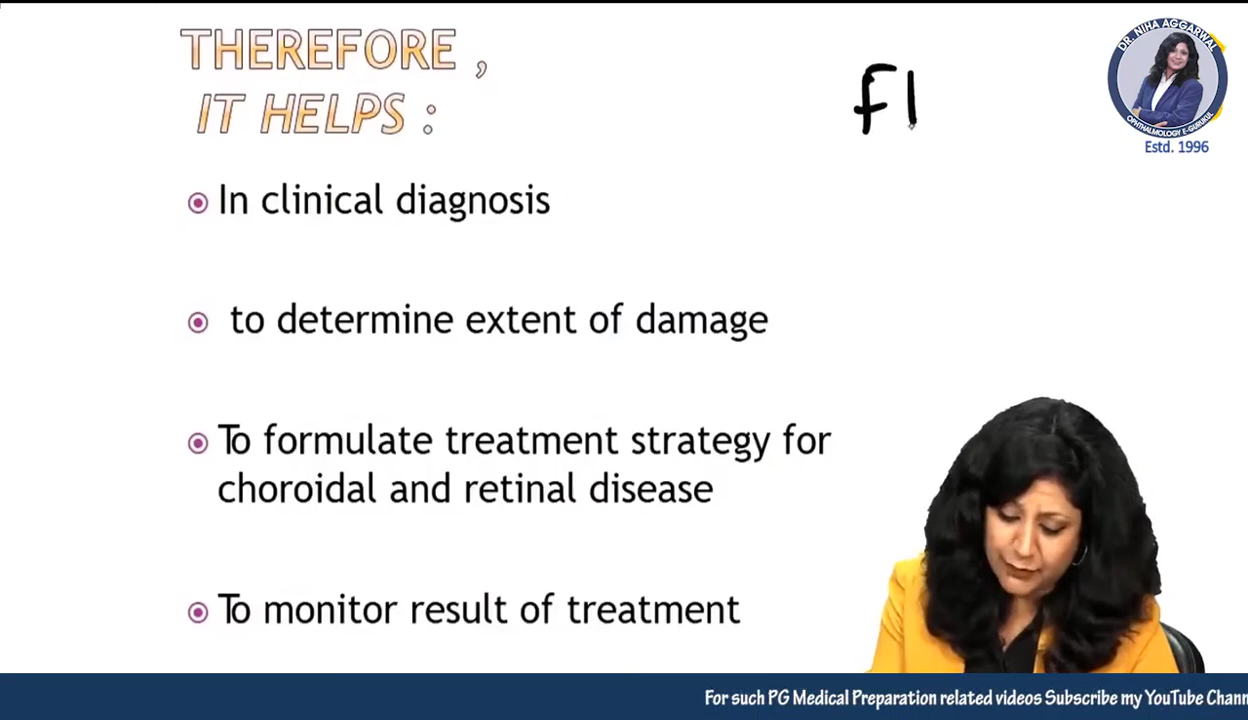 THEREFORE ,
IT HELPS :
In clinical diagnosis
to determine extent of damage
To formulate treatment strategy for
choroidal and retinal disease
To monitor result of treatment
DR. NIHA AGGARWAL
OPHTHALMOLOGY E-GURUKUL
Estd. 1996
For such PG Medical Preparation related videos Subscribe my YouTube Chann